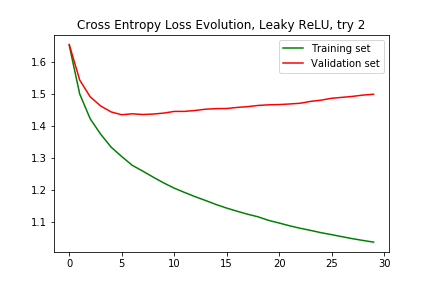 Cross Entropy Loss Evolution, Leaky ReLU, try 2
Training set
Validation set
1.6
1.5
1.4
1.3
1.2
1.1
0 5 10 15 20 25 30